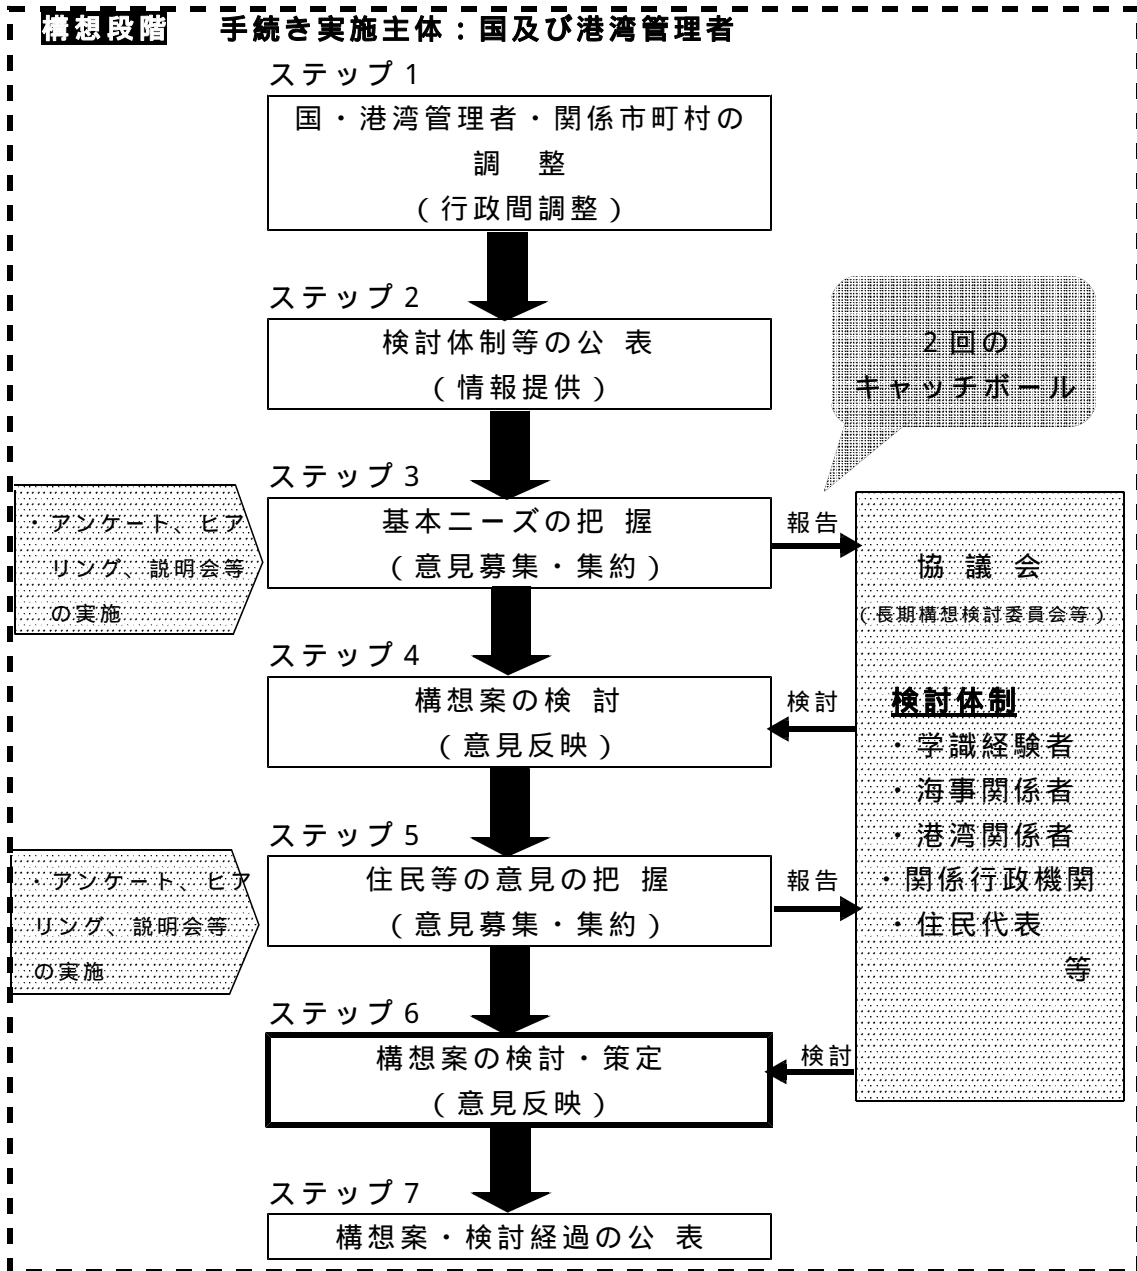 構想段階 手続き実施主体：国及び港湾管理者
ステップ１
国・港湾管理者・関係市町村の
調　整
（行政間調整）
ステップ２
検討体制等の公 表
（情報提供）
2回の
キャッチボール
ステップ３
・アンケート、ヒア
リング、説明会等
の実施
基本ニーズの把 握
（意見募集・集約）
報告
協 議 会
（長期構想検討委員会等）
検討体制
・学識経験者
・海事関係者
・港湾関係者
・関係行政機関
・住民代表
等
ステップ４
構想案の検 討
（意見反映）
検討
ステップ５
・アンケート、ヒア
リング、説明会等
の実施
住民等の意見の把 握
（意見募集・集約）
報告
ステップ６
構想案の検討・策定
（意見反映）
検討
ステップ７
構想案・検討経過の公 表